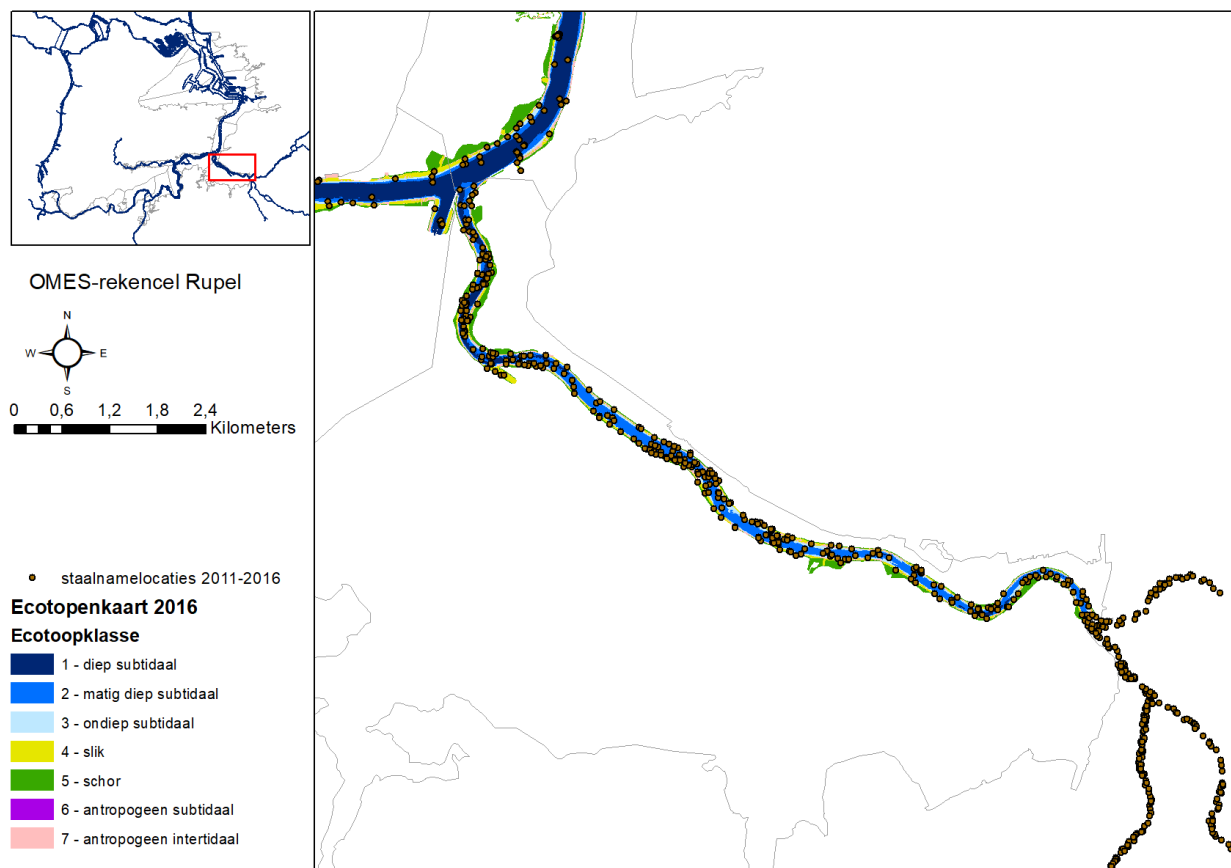 OMES-rekencel Rupel
N
W E
S
0 0,6 1,2 1,8 2,4
Kilometers
staalnamelocaties 2011-2016
Ecotopenkaart 2016
Ecotoopklasse
1 - diep subtidaal
2 - matig diep subtidaal
3 - ondiep subtidaal
4 - slik
5 - schor
6 - antropogeen subtidaal
7 - antropogeen intertidaal